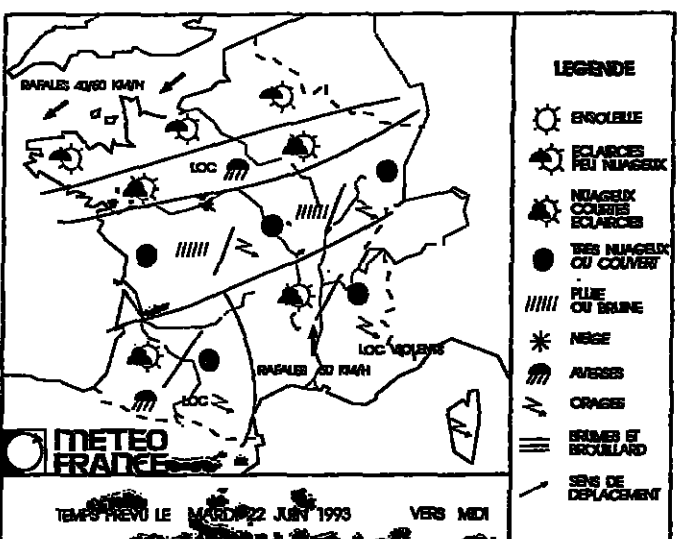 RAFALES 40/60 KM/H
LOC
LOC VIOLENTS
RAFALES 60 KM/H
LOC
METEO
FRANCE
TEMPS PREVU LE MARDI 22 JUIN 1993 VERS MIDI
LEGENDE
ENSOLEILLE
ECLAIRCIES
PEU NUAGEUX
NUAGEUX
COURTES
ECLAIRCIES
TRES NUAGEUX
OU COUVERT
PLUIE
OU BRUINE
NEIGE
AVERSES
ORAGES
BRUMES ET
BROUILLARD
SENS DE
DEPLACEMENT